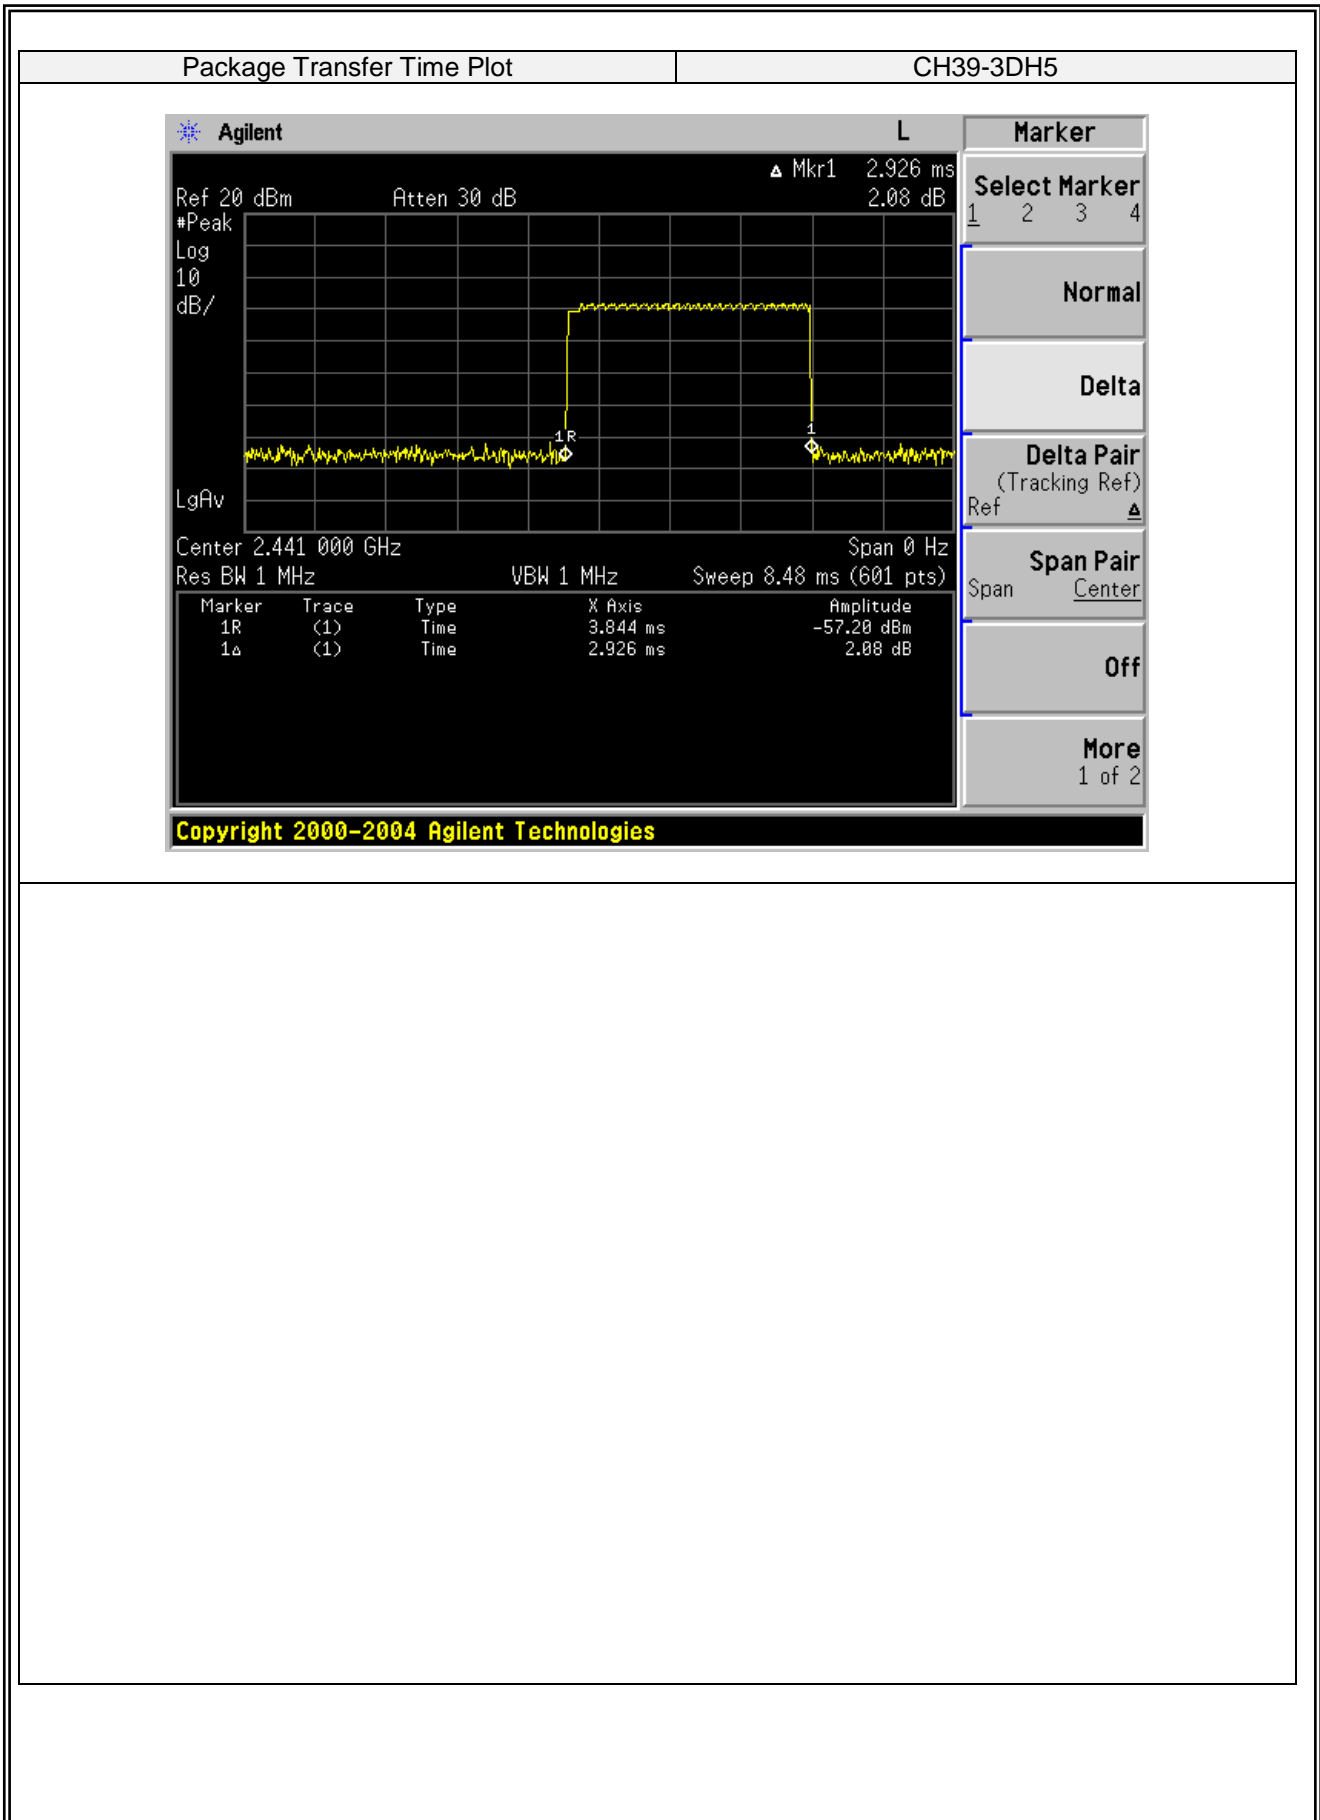 Package Transfer Time Plot CH39-3DH5
Agilent L Marker
Δ Mkr1 2.926 ms
Ref 20 dBm Atten 30 dB 2.08 dB
#Peak
Log
10
dB/
1R
1
LgAv
Center 2.441 000 GHz Span 0 Hz
Res BW 1 MHz VBW 1 MHz Sweep 8.48 ms (601 pts)
Marker Trace Type X Axis Amplitude
1R (1) Time 3.844 ms -57.20 dBm
1Δ (1) Time 2.926 ms 2.08 dB
Select Marker
1 2 3 4
Normal
Delta
Delta Pair
(Tracking Ref)
Ref Δ
Span Pair
Span Center
Off
More
1 of 2
Copyright 2000-2004 Agilent Technologies